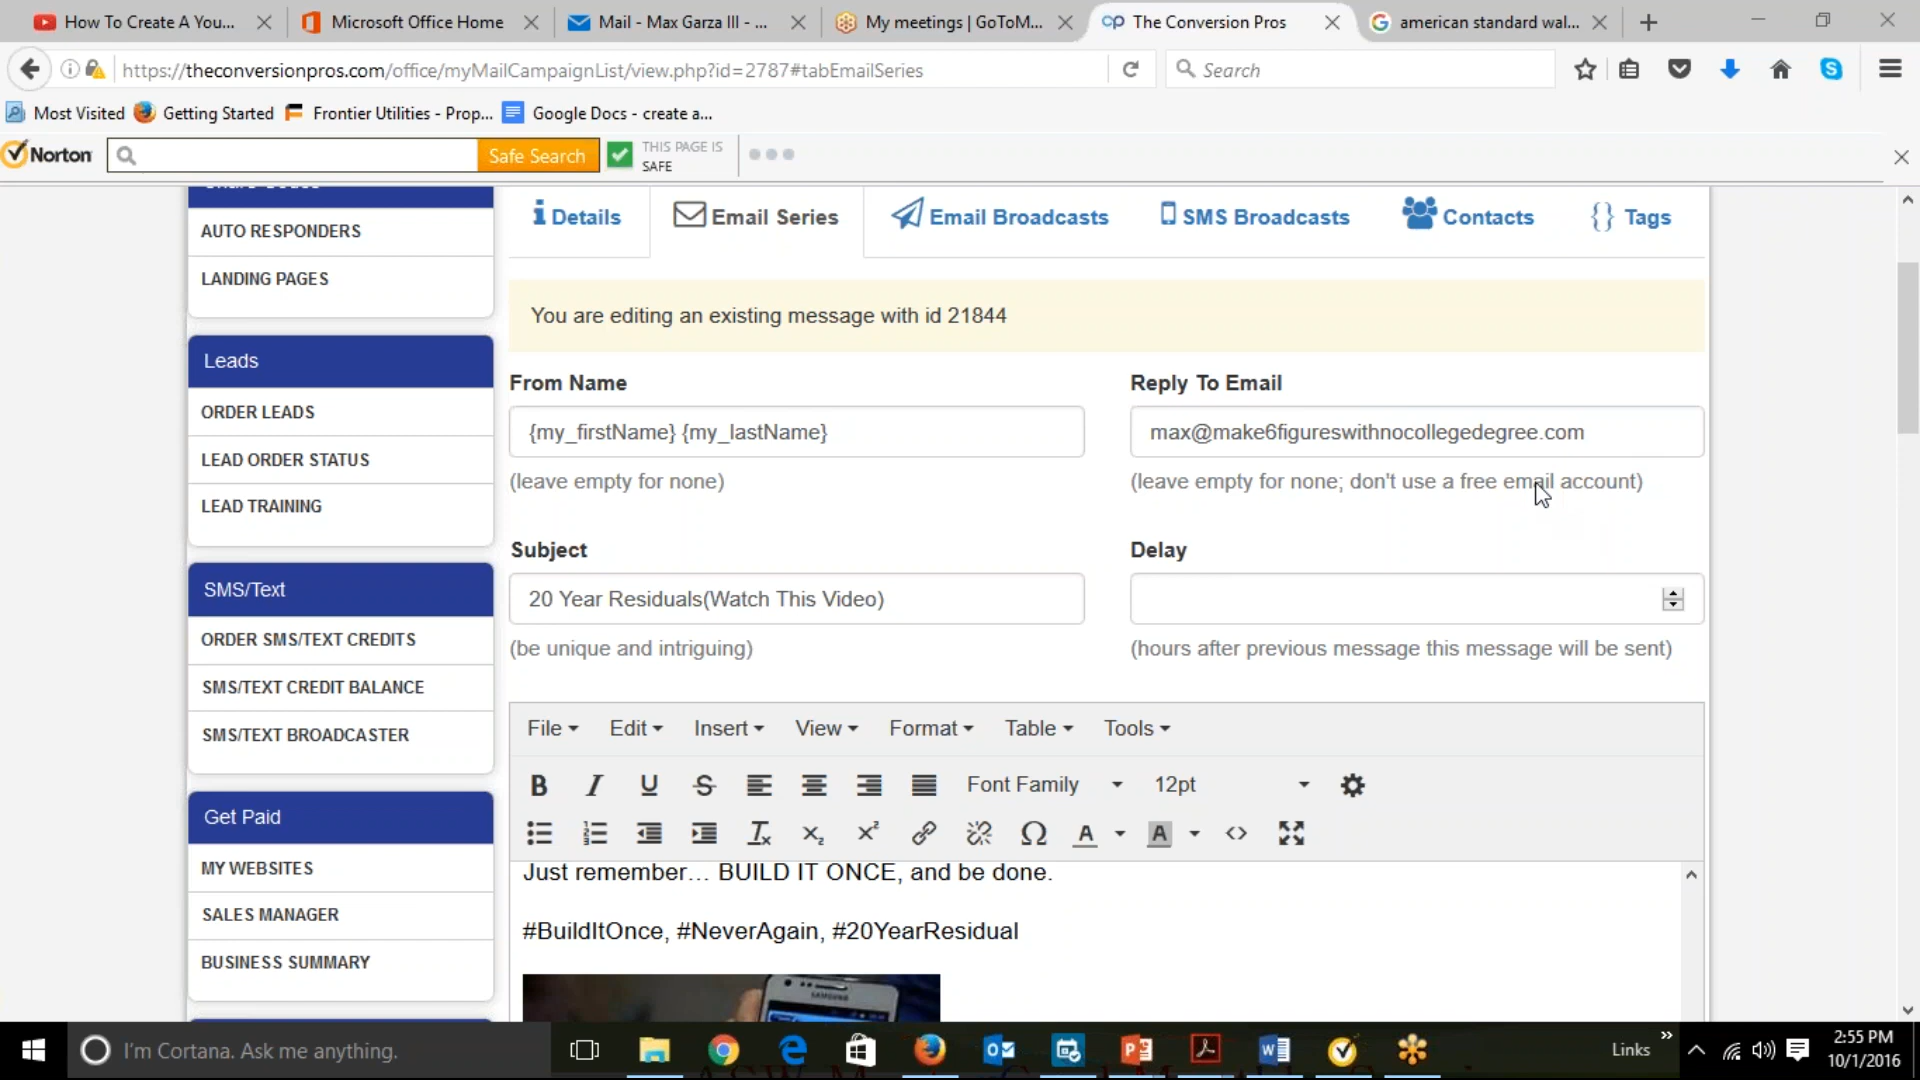 How To Create A You...
Microsoft Office Home
Mail - Max Garza III - ...
My meetings | GoToM...
The Conversion Pros
american standard wal...
https://theconversionpros.com/office/myMailCampaignList/view.php?id=2787#tabEmailSeries
Search
Most Visited
Getting Started
Frontier Utilities - Prop...
Google Docs - create a...
Norton
Safe Search
THIS PAGE IS
SAFE
AUTO RESPONDERS
LANDING PAGES
Leads
ORDER LEADS
LEAD ORDER STATUS
LEAD TRAINING
SMS/Text
ORDER SMS/TEXT CREDITS
SMS/TEXT CREDIT BALANCE
SMS/TEXT BROADCASTER
Get Paid
MY WEBSITES
SALES MANAGER
BUSINESS SUMMARY
Details
Email Series
Email Broadcasts
SMS Broadcasts
Contacts
{} Tags
You are editing an existing message with id 21844
From Name
{my_firstName} {my_lastName}
(leave empty for none)
Reply To Email
max@make6figureswithnocollegedegree.com
(leave empty for none; don't use a free email account)
Subject
20 Year Residuals(Watch This Video)
(be unique and intriguing)
Delay
(hours after previous message this message will be sent)
File Edit Insert View Format Table Tools
Font Family 12pt
Just remember... BUILD IT ONCE, and be done.
#BuildItOnce, #NeverAgain, #20YearResidual
SAMSUNG
I'm Cortana. Ask me anything.
Links
2:55 PM
10/1/2016